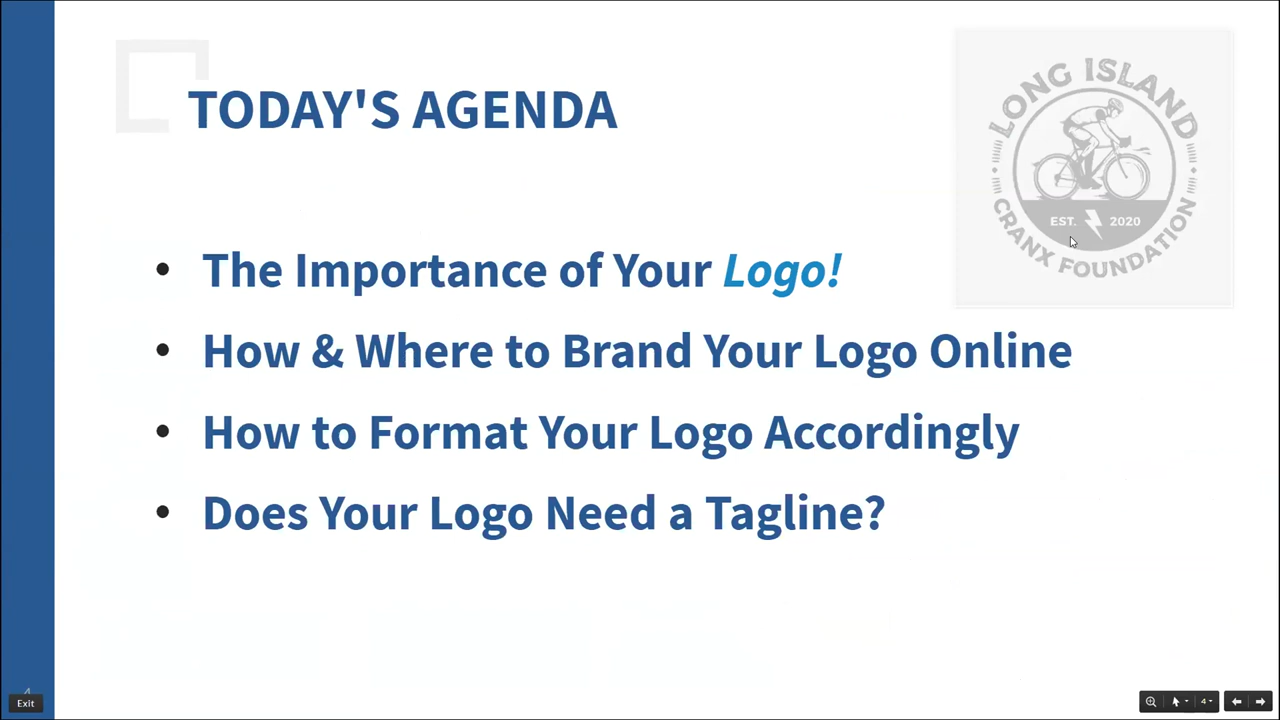 TODAY'S AGENDA
LONG ISLAND
EST. 2020
CRANX FOUNDATION
• The Importance of Your Logo!
• How & Where to Brand Your Logo Online
• How to Format Your Logo Accordingly
• Does Your Logo Need a Tagline?
4
Exit
4